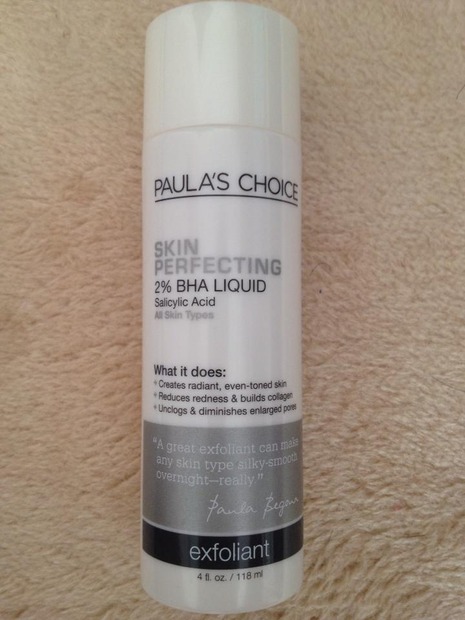 PAULA'S CHOICE
SKIN
PERFECTING
2% BHA LIQUID
Salicylic Acid
All Skin Types
What it does:
• Creates radiant, even-toned skin
• Reduces redness & builds collagen
• Unclogs & diminishes enlarged pores
"A great exfoliant can make
any skin type silky-smooth
overnight—really."
Paula Begoun
exfoliant
4 fl. oz. / 118 ml